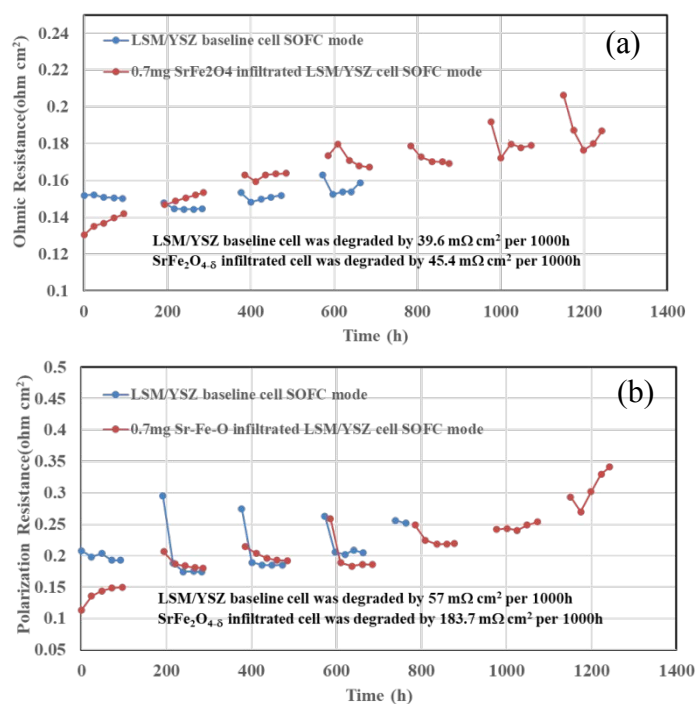 (a)
Ohmic Resistance(ohm cm²)
0.25
0.22
0.2
0.18
0.16
0.14
0.12
0.1
LSM/YSZ baseline cell SOFC mode
0.7mg SrFe2O4 infiltrated LSM/YSZ cell SOFC mode
LSM/YSZ baseline cell was degraded by 39.6 mΩ cm² per 1000h
SrFe₂O₄₋δ infiltrated cell was degraded by 45.4 mΩ cm² per 1000h
0 200 400 600 800 1000 1200 1400
Time (h)
(b)
Polarization Resistance(ohm cm²)
0.5
0.45
0.4
0.35
0.3
0.25
0.2
0.15
0.1
0.05
LSM/YSZ baseline cell SOFC mode
0.7mg Sr-Fe-O infiltrated LSM/YSZ cell SOFC mode
LSM/YSZ baseline cell was degraded by 57 mΩ cm² per 1000h
SrFe₂O₄₋δ infiltrated cell was degraded by 183.7 mΩ cm² per 1000h
0 200 400 600 800 1000 1200 1400
Time (h)